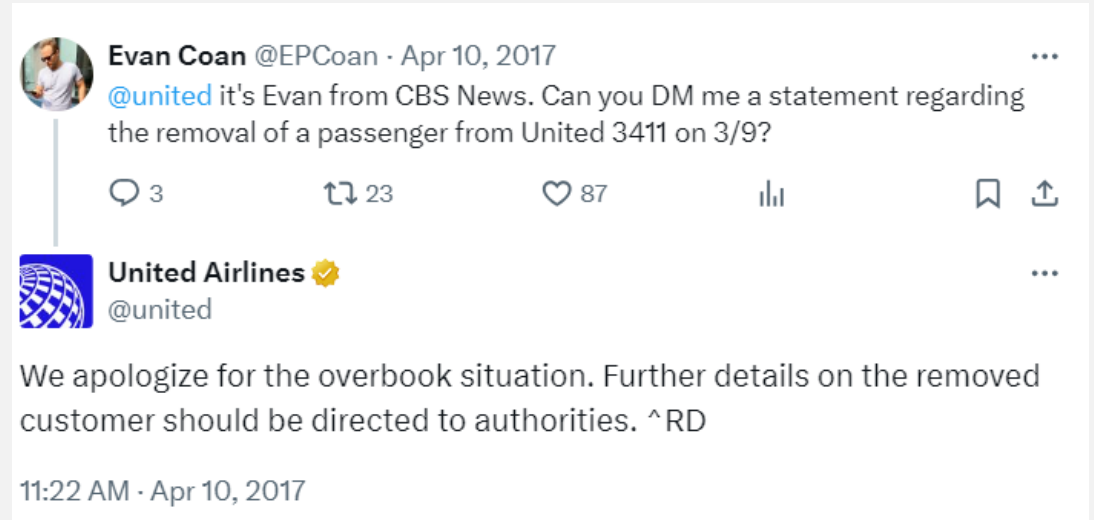 Evan Coan @EPCoan · Apr 10, 2017
@united it's Evan from CBS News. Can you DM me a statement regarding
the removal of a passenger from United 3411 on 3/9?
3 23 87
United Airlines
@united
We apologize for the overbook situation. Further details on the removed
customer should be directed to authorities. ^RD
11:22 AM · Apr 10, 2017